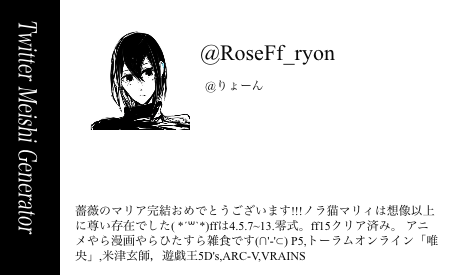 Twitter Meishi Generator
@RoseFf_ryon
@りょーん
薔薇のマリア完結おめでとうございます!!!ノラ猫マリィは想像以上
に尊い存在でした( *´꒳`*)ffは4.5.7~13.零式。ff15クリア済み。 アニ
メやら漫画やらひたすら雑食です(∩'-'⊂) P5,トーラムオンライン「唯
央」,米津玄師, 遊戯王5D's,ARC-V,VRAINS